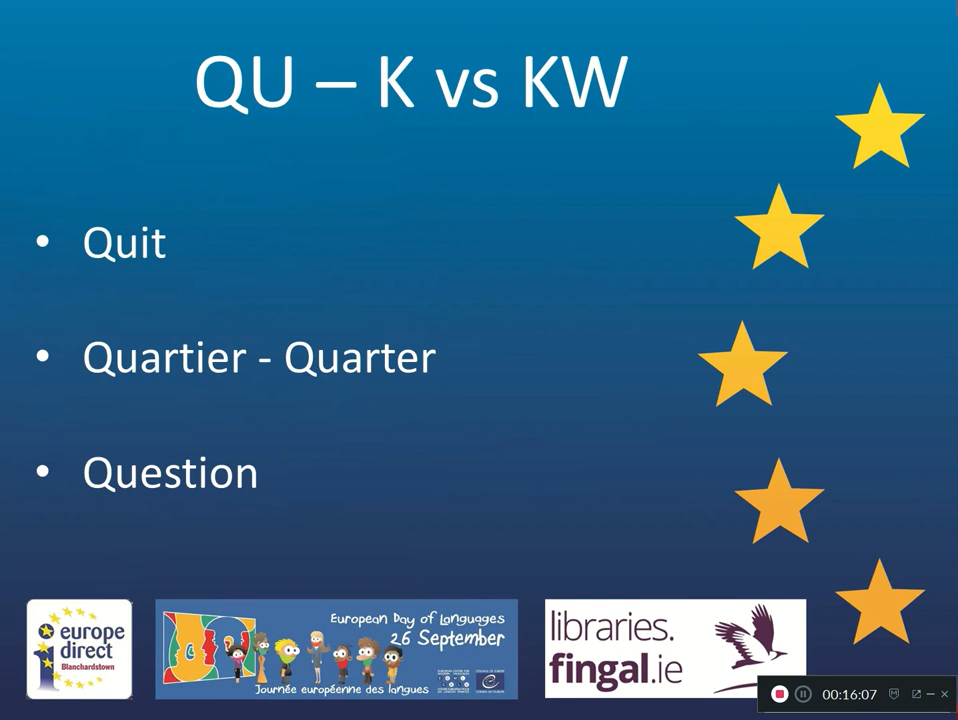 QU – K vs KW
• Quit
• Quartier - Quarter
• Question
europe
direct
Blanchardstown
European Day of Languages
26 September
Journée européenne des langues
libraries.
fingal.ie
00:16:07